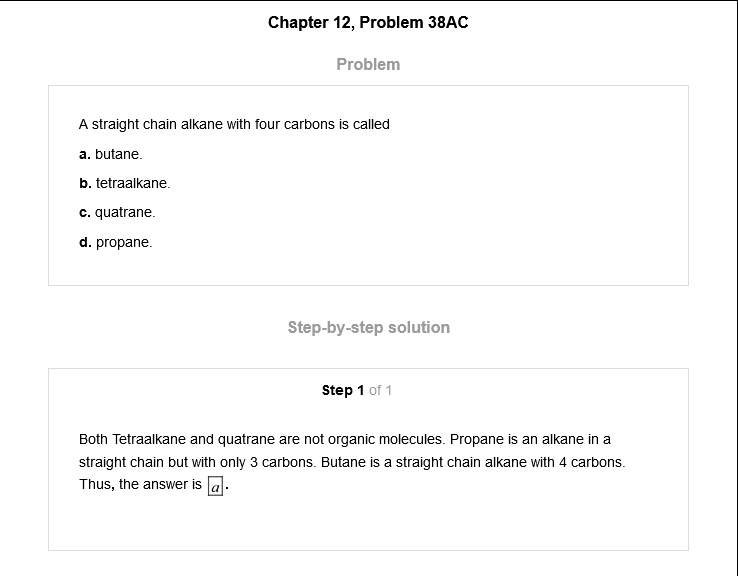 Chapter 12, Problem 38AC
Problem
A straight chain alkane with four carbons is called
a. butane.
b. tetraalkane.
c. quatrane.
d. propane.
Step-by-step solution
Step 1 of 1
Both Tetraalkane and quatrane are not organic molecules. Propane is an alkane in a
straight chain but with only 3 carbons. Butane is a straight chain alkane with 4 carbons.
Thus, the answer is a.